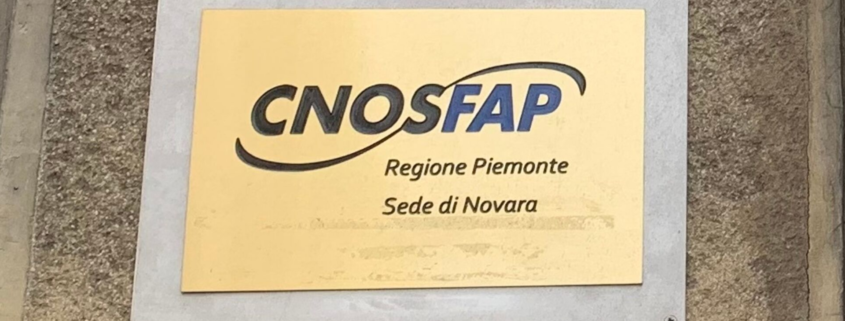 CNOSFAP
Regione Piemonte
Sede di Novara